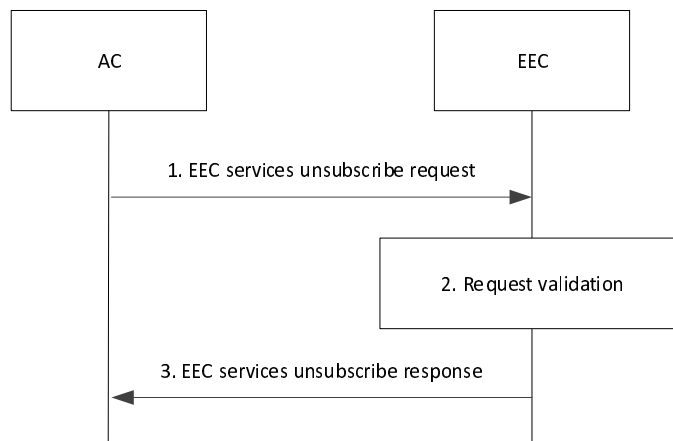 AC
EEC
1. EEC services unsubscribe request
2. Request validation
3. EEC services unsubscribe response